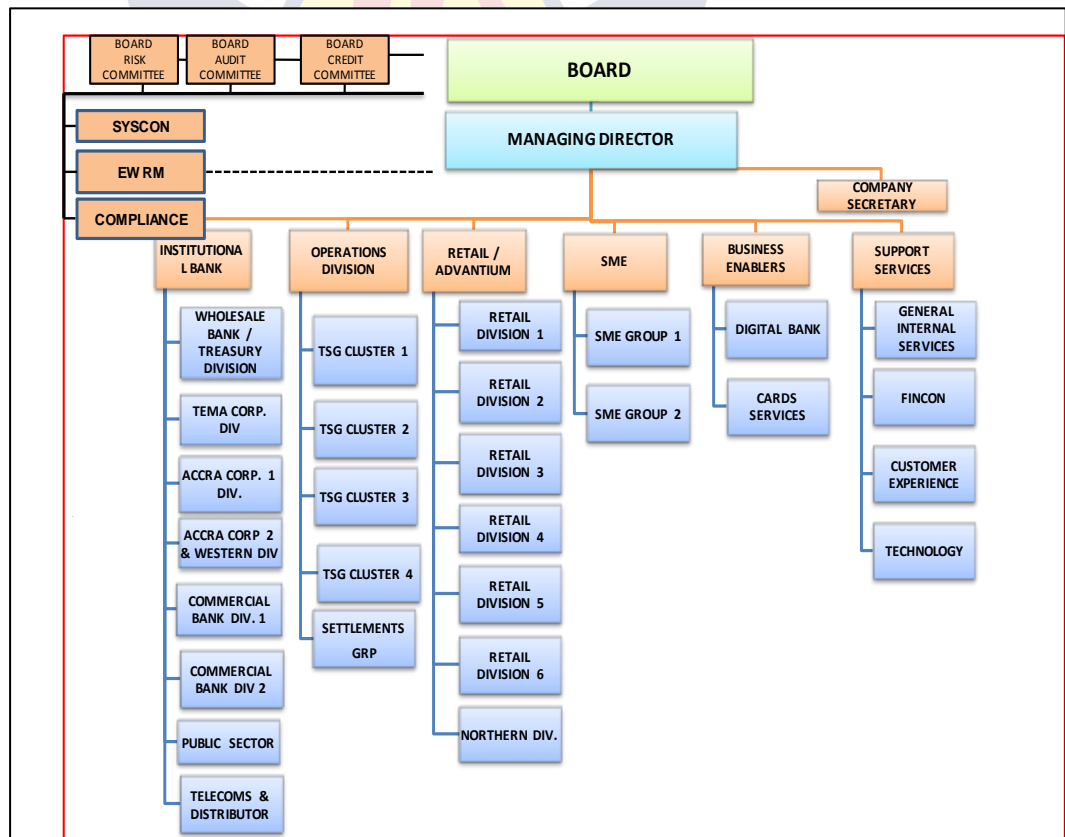 BOARD
RISK
COMMITTEE
BOARD
AUDIT
COMMITTEE
BOARD
CREDIT
COMMITTEE
BOARD
SYSCON
MANAGING DIRECTOR
EW RM
COMPLIANCE
COMPANY
SECRETARY
INSTITUTIONA
L BANK
OPERATIONS
DIVISION
RETAIL /
ADVANTIUM
SME
BUSINESS
ENABLERS
SUPPORT
SERVICES
WHOLESALE
BANK /
TREASURY
DIVISION
TEMA CORP.
DIV
ACCRA CORP. 1
DIV.
ACCRA CORP 2
& WESTERN DIV
COMMERCIAL
BANK DIV. 1
COMMERCIAL
BANK DIV 2
PUBLIC SECTOR
TELECOMS &
DISTRIBUTOR
TSG CLUSTER 1
TSG CLUSTER 2
TSG CLUSTER 3
TSG CLUSTER 4
SETTLEMENTS
GRP
RETAIL
DIVISION 1
RETAIL
DIVISION 2
RETAIL
DIVISION 3
RETAIL
DIVISION 4
RETAIL
DIVISION 5
RETAIL
DIVISION 6
NORTHERN DIV.
SME GROUP 1
SME GROUP 2
DIGITAL BANK
CARDS
SERVICES
GENERAL
INTERNAL
SERVICES
FINCON
CUSTOMER
EXPERIENCE
TECHNOLOGY